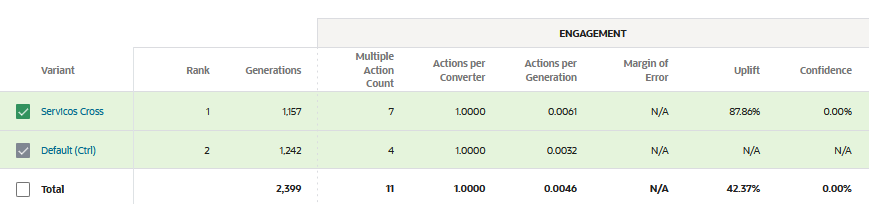 ENGAGEMENT
Variant Rank Generations Multiple Action Count Actions per Converter Actions per Generation Margin of Error Uplift Confidence
Servicos Cross 1 1,157 7 1.0000 0.0061 N/A 87.86% 0.00%
Default (Ctrl) 2 1,242 4 1.0000 0.0032 N/A N/A N/A
Total 2,399 11 1.0000 0.0046 N/A 42.37% 0.00%